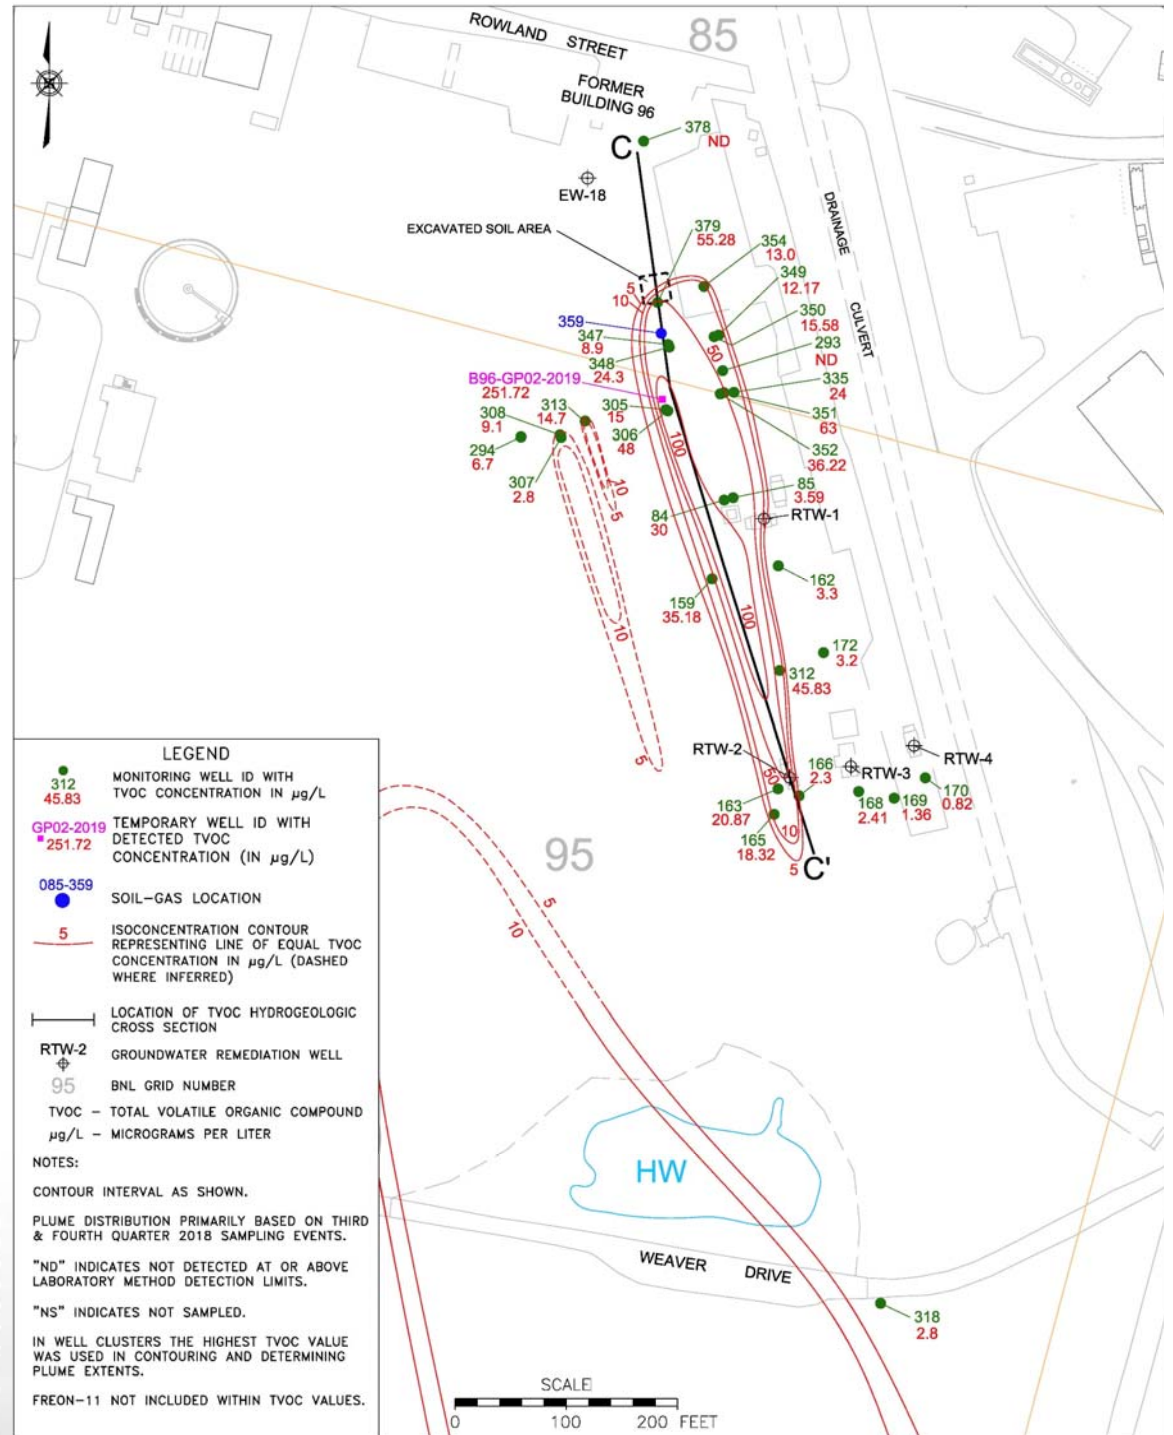 ROWLAND STREET
85
FORMER
BUILDING 96
378
ND
C
EW-18
DRAINAGE
CULVERT
EXCAVATED SOIL AREA
379
55.28
354
13.0
349
12.17
5
10
350
15.58
359
347
8.9
50
293
ND
348
24.3
B96-GP02-2019
251.72
335
24
308
9.1
313
14.7
305
15
351
63
306
48
100
294
6.7
352
36.22
307
2.8
10
5
85
3.59
84
30
RTW-1
162
3.3
159
35.18
100
10
172
3.2
312
45.83
5
RTW-2
166
2.3
RTW-3
RTW-4
50
163
20.87
168
2.41
169
1.36
170
0.82
165
18.32
10
5
C'
95
5
10
HW
WEAVER DRIVE
318
2.8
LEGEND
312
45.83
MONITORING WELL ID WITH
TVOC CONCENTRATION IN µg/L
GP02-2019
251.72
TEMPORARY WELL ID WITH
DETECTED TVOC
CONCENTRATION (IN µg/L)
085-359
SOIL-GAS LOCATION
5
ISOCONCENTRATION CONTOUR
REPRESENTING LINE OF EQUAL TVOC
CONCENTRATION IN µg/L (DASHED
WHERE INFERRED)
LOCATION OF TVOC HYDROGEOLOGIC
CROSS SECTION
RTW-2
GROUNDWATER REMEDIATION WELL
95
BNL GRID NUMBER
TVOC - TOTAL VOLATILE ORGANIC COMPOUND
µg/L - MICROGRAMS PER LITER
NOTES:
CONTOUR INTERVAL AS SHOWN.
PLUME DISTRIBUTION PRIMARILY BASED ON THIRD
& FOURTH QUARTER 2018 SAMPLING EVENTS.
"ND" INDICATES NOT DETECTED AT OR ABOVE
LABORATORY METHOD DETECTION LIMITS.
"NS" INDICATES NOT SAMPLED.
IN WELL CLUSTERS THE HIGHEST TVOC VALUE
WAS USED IN CONTOURING AND DETERMINING
PLUME EXTENTS.
FREON-11 NOT INCLUDED WITHIN TVOC VALUES.
SCALE
0 100 200 FEET